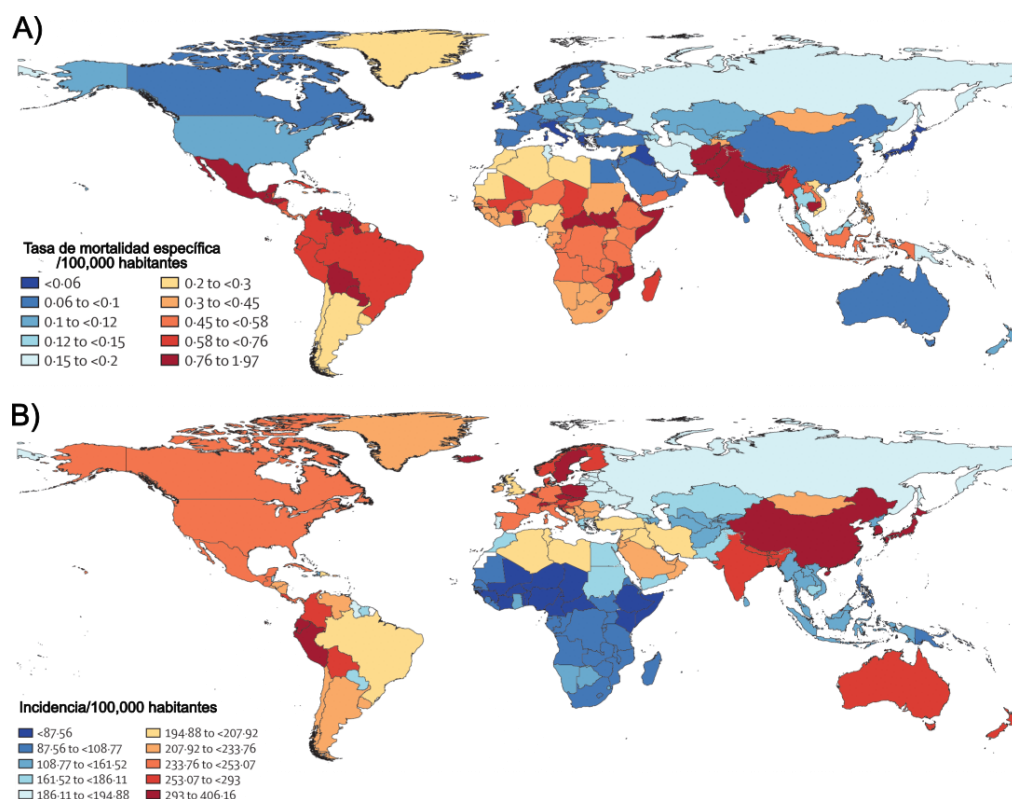 A)
Tasa de mortalidad específica
/100,000 habitantes
<0·06
0·06 to <0·1
0·1 to <0·12
0·12 to <0·15
0·15 to <0·2
0·2 to <0·3
0·3 to <0·45
0·45 to <0·58
0·58 to <0·76
0·76 to 1·97
B)
Incidencia/100,000 habitantes
<87·56
87·56 to <108·77
108·77 to <161·52
161·52 to <186·11
186·11 to <194·88
194·88 to <207·92
207·92 to <233·76
233·76 to <253·07
253·07 to <293
293 to 406·16